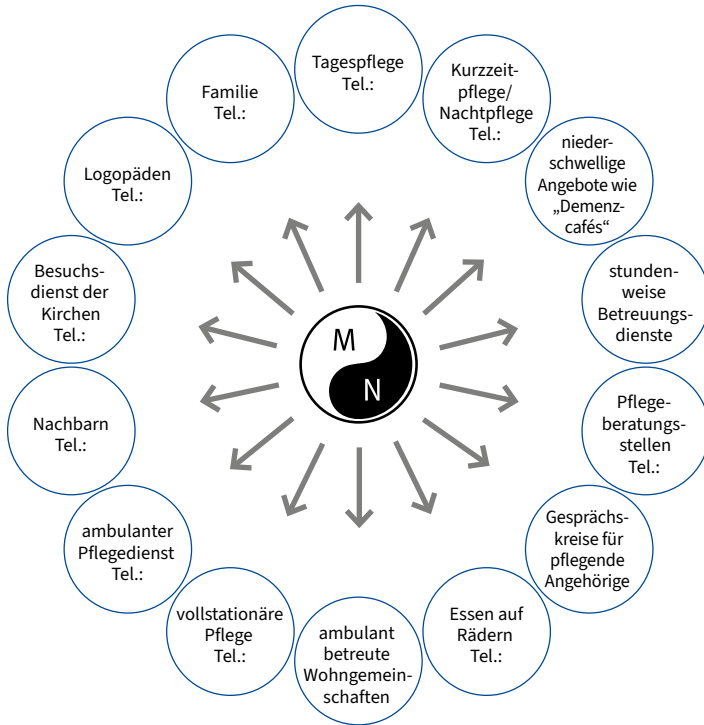 Tagespflege
Tel.:
Kurzzeit-
pflege/
Nachtpflege
Tel.:
nieder-
schwellige
Angebote wie
„Demenz-
cafés“
stunden-
weise
Betreuungs-
dienste
Pflege-
beratungs-
stellen
Tel.:
Gesprächs-
kreise für
pflegende
Angehörige
Essen auf
Rädern
Tel.:
ambulant
betreute
Wohngemein-
schaften
vollstationäre
Pflege
Tel.:
ambulanter
Pflegedienst
Tel.:
Nachbarn
Tel.:
Besuchs-
dienst der
Kirchen
Tel.:
Logopäden
Tel.:
Familie
Tel.:
M
N